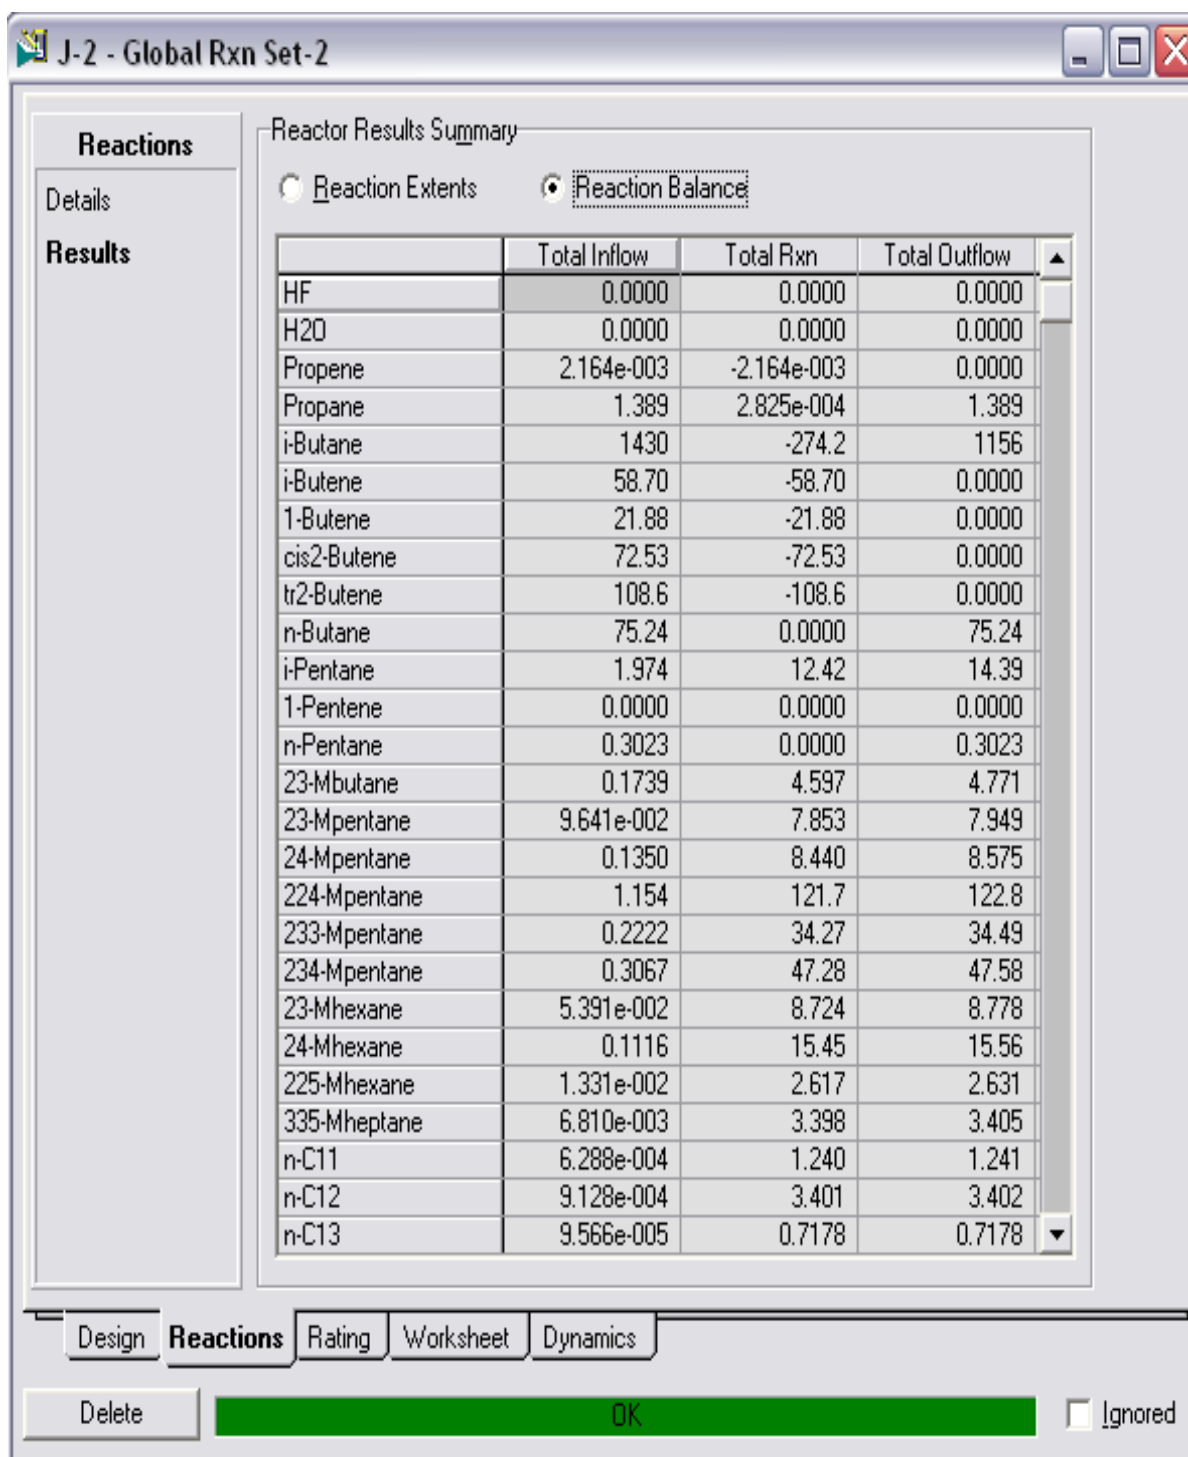 J-2 - Global Rxn Set-2
Reactions
Details
Results
Reactor Results Summary
Reaction Extents Reaction Balance
Total Inflow Total Rxn Total Outflow
HF 0.0000 0.0000 0.0000
H2O 0.0000 0.0000 0.0000
Propene 2.164e-003 -2.164e-003 0.0000
Propane 1.389 2.825e-004 1.389
i-Butane 1430 -274.2 1156
i-Butene 58.70 -58.70 0.0000
1-Butene 21.88 -21.88 0.0000
cis2-Butene 72.53 -72.53 0.0000
tr2-Butene 108.6 -108.6 0.0000
n-Butane 75.24 0.0000 75.24
i-Pentane 1.974 12.42 14.39
1-Pentene 0.0000 0.0000 0.0000
n-Pentane 0.3023 0.0000 0.3023
23-Mbutane 0.1739 4.597 4.771
23-Mpentane 9.641e-002 7.853 7.949
24-Mpentane 0.1350 8.440 8.575
224-Mpentane 1.154 121.7 122.8
233-Mpentane 0.2222 34.27 34.49
234-Mpentane 0.3067 47.28 47.58
23-Mhexane 5.391e-002 8.724 8.778
24-Mhexane 0.1116 15.45 15.56
225-Mhexane 1.331e-002 2.617 2.631
335-Mheptane 6.810e-003 3.398 3.405
n-C11 6.288e-004 1.240 1.241
n-C12 9.128e-004 3.401 3.402
n-C13 9.566e-005 0.7178 0.7178
Design Reactions Rating Worksheet Dynamics
Delete OK Ignored